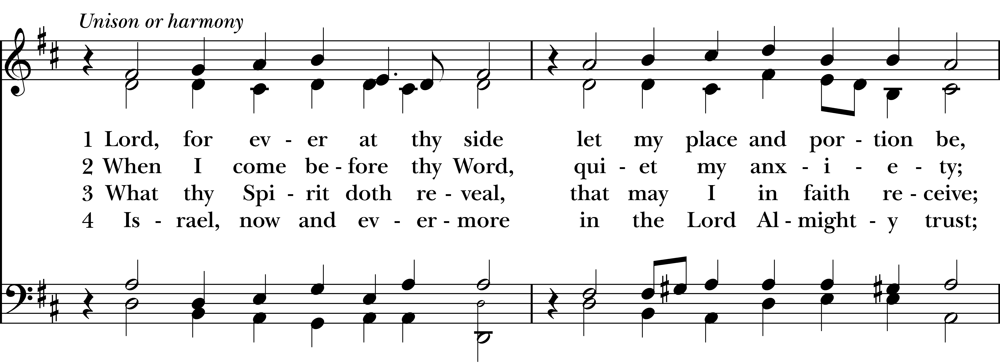 Unison or harmony
1 Lord, for ev - er at thy side let my place and por - tion be,
2 When I come be - fore thy Word, qui - et my anx - i - e - ty;
3 What thy Spi - rit doth re - veal, that may I in faith re - ceive;
4 Is - rael, now and ev - er - more in the Lord Al - might - y trust;